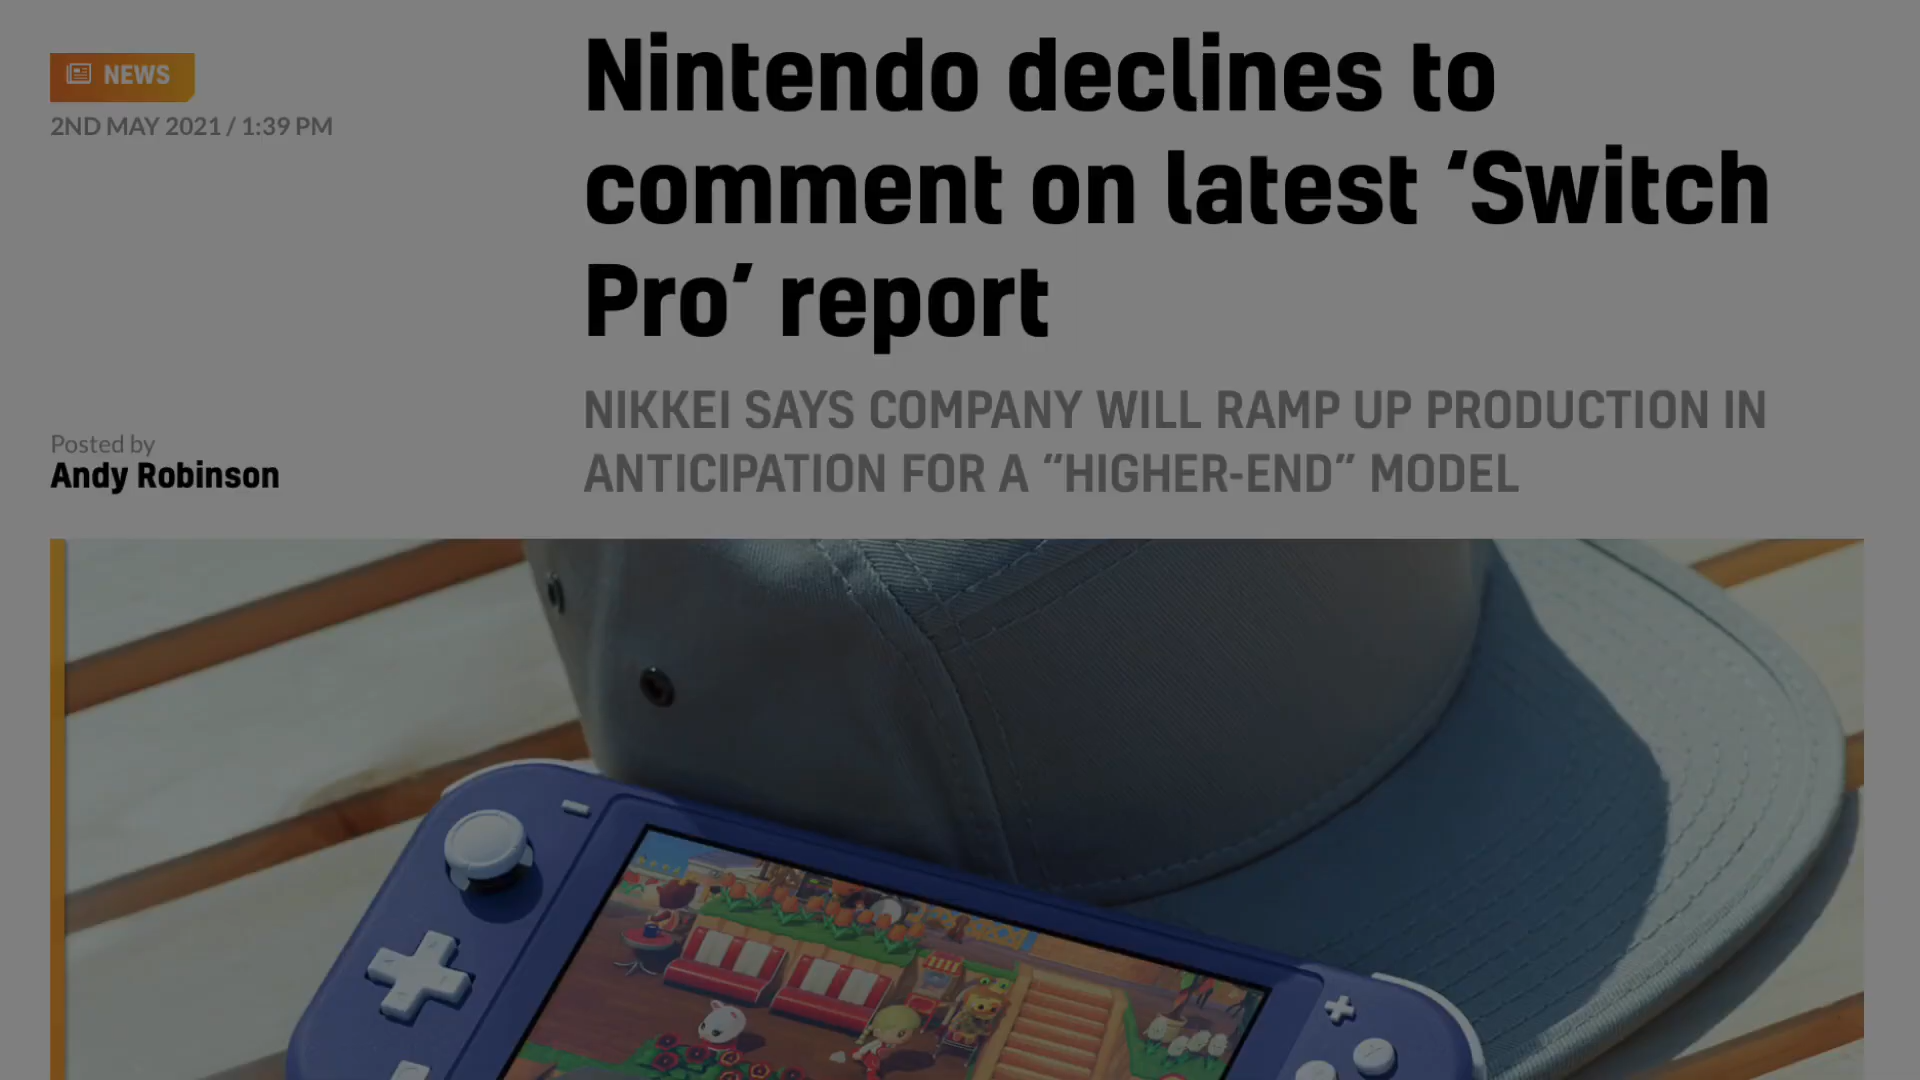 NEWS
2ND MAY 2021 / 1:39 PM
Nintendo declines to
comment on latest ‘Switch
Pro’ report
NIKKEI SAYS COMPANY WILL RAMP UP PRODUCTION IN
ANTICIPATION FOR A “HIGHER-END” MODEL
Posted by
Andy Robinson